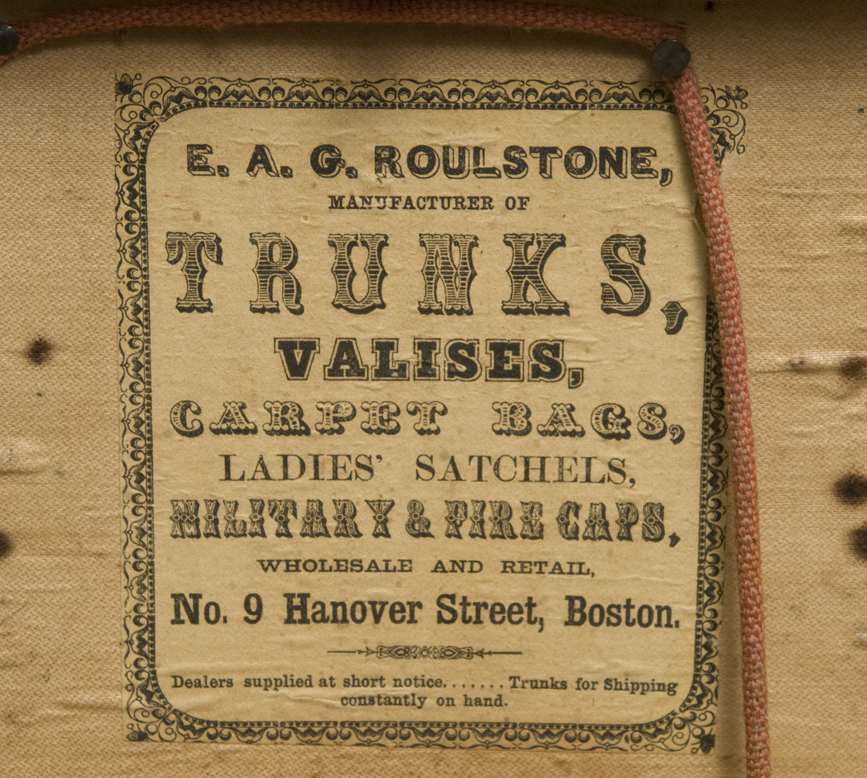 E. A. G. ROULSTONE,
MANUFACTURER OF
TRUNKS,
VALISES,
CARPET BAGS,
LADIES' SATCHELS,
MILITARY & FIRE CAPS,
WHOLESALE AND RETAIL,
No. 9 Hanover Street, Boston.
Dealers supplied at short notice.......Trunks for Shipping
constantly on hand.